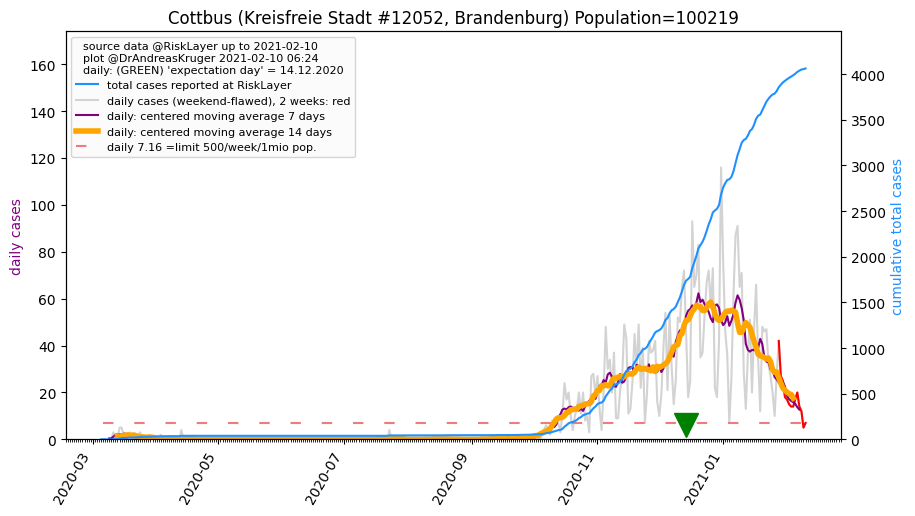 Cottbus (Kreisfreie Stadt #12052, Brandenburg) Population=100219
source data @RiskLayer up to 2021-02-10
plot @DrAndreasKruger 2021-02-10 06:24
daily: (GREEN) 'expectation day' = 14.12.2020
total cases reported at RiskLayer
daily cases (weekend-flawed), 2 weeks: red
daily: centered moving average 7 days
daily: centered moving average 14 days
daily 7.16 =limit 500/week/1mio pop.
daily cases
160
140
120
100
80
60
40
20
0
4000
3500
3000
2500
2000
1500
1000
500
0
cumulative total cases
2020-03
2020-05
2020-07
2020-09
2020-11
2021-01